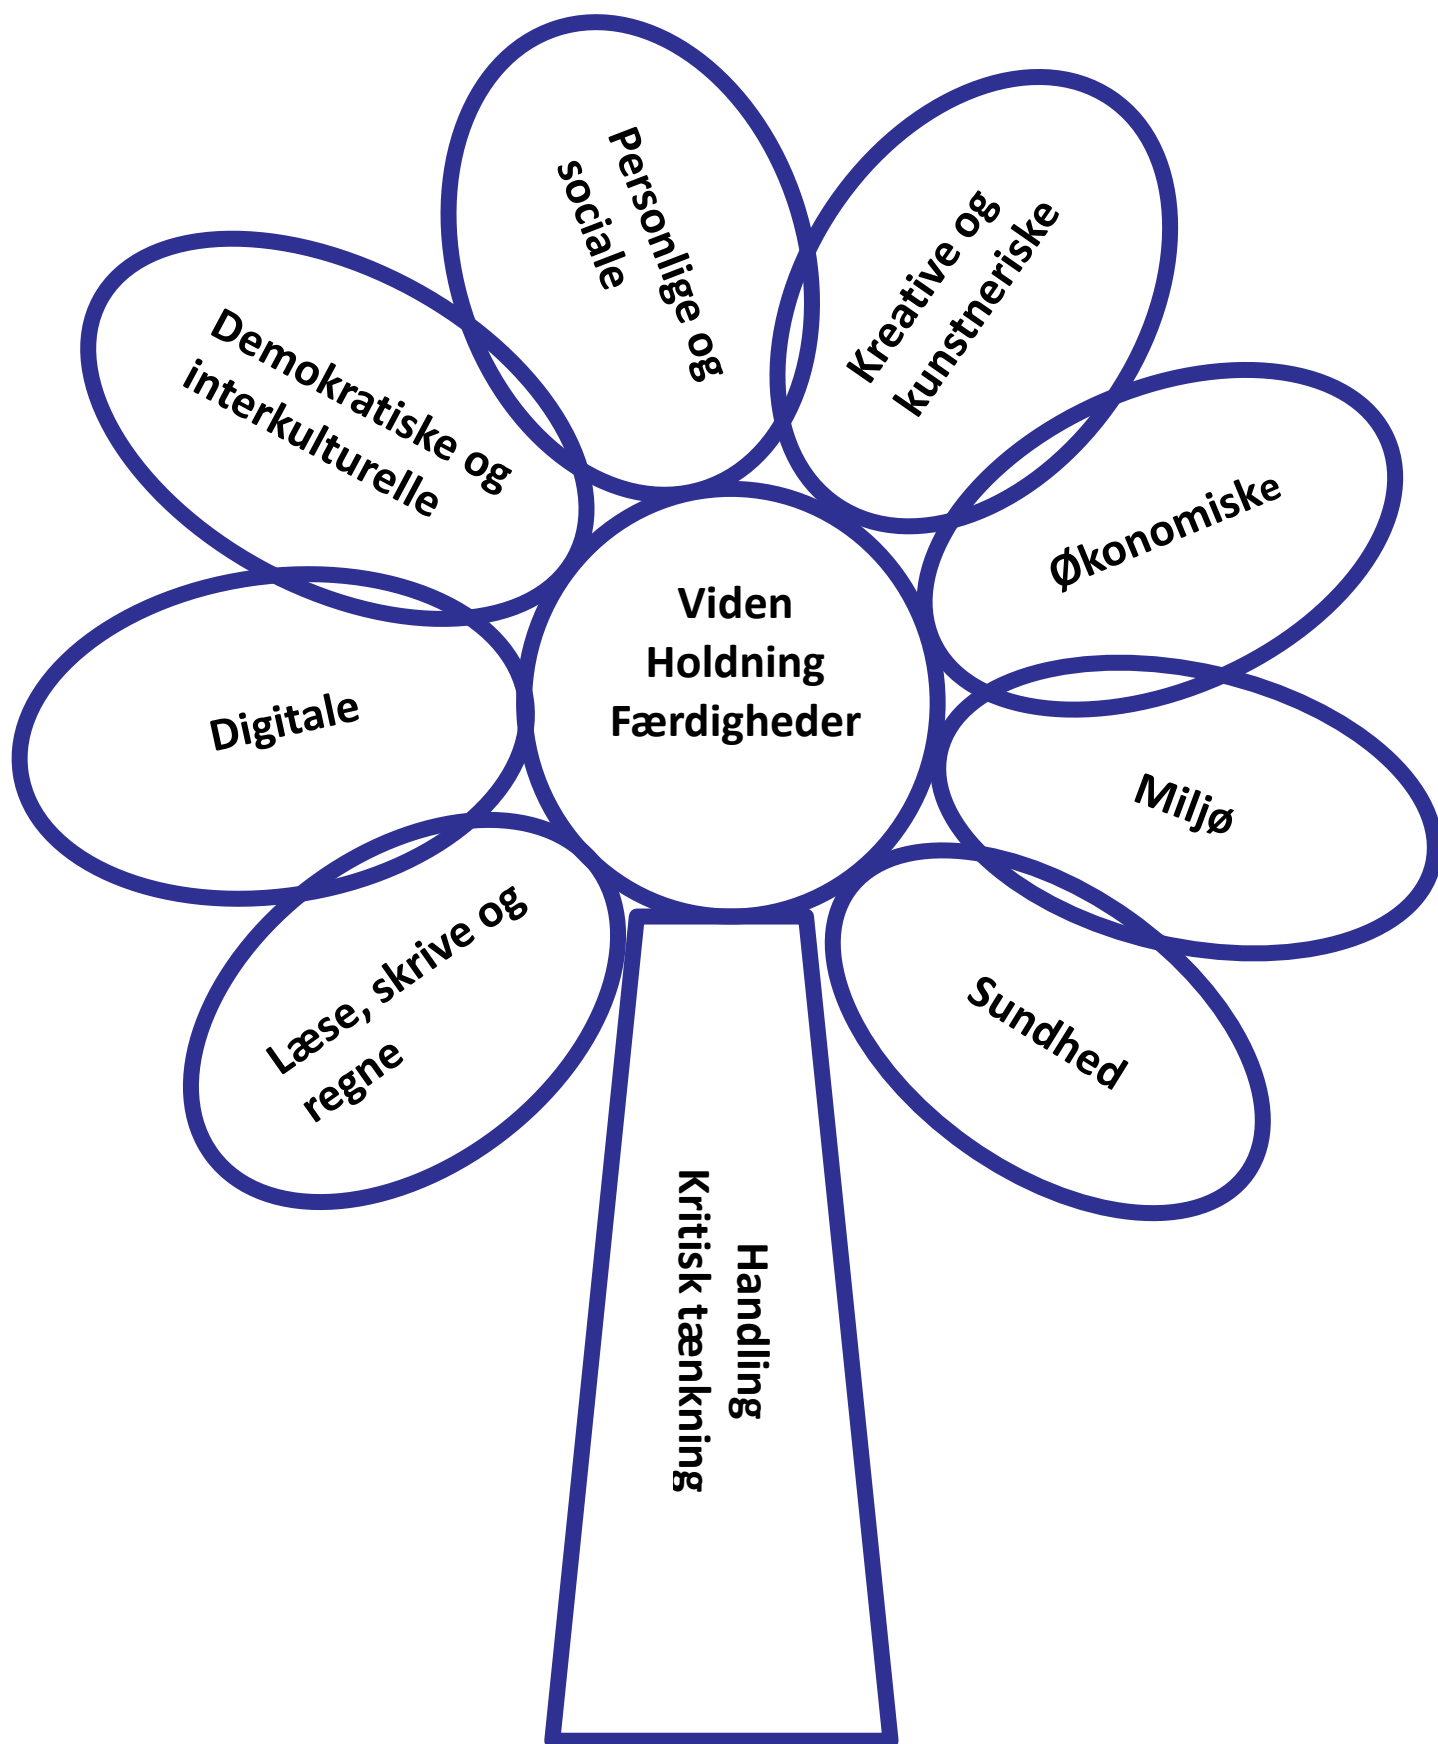 Personlige og
sociale
Kreative og
kunstneriske
Demokratiske og
interkulturelle
Økonomiske
Viden
Holdning
Færdigheder
Digitale
Miljø
Læse, skrive og
regne
Sundhed
Handling
Kritisk tænkning